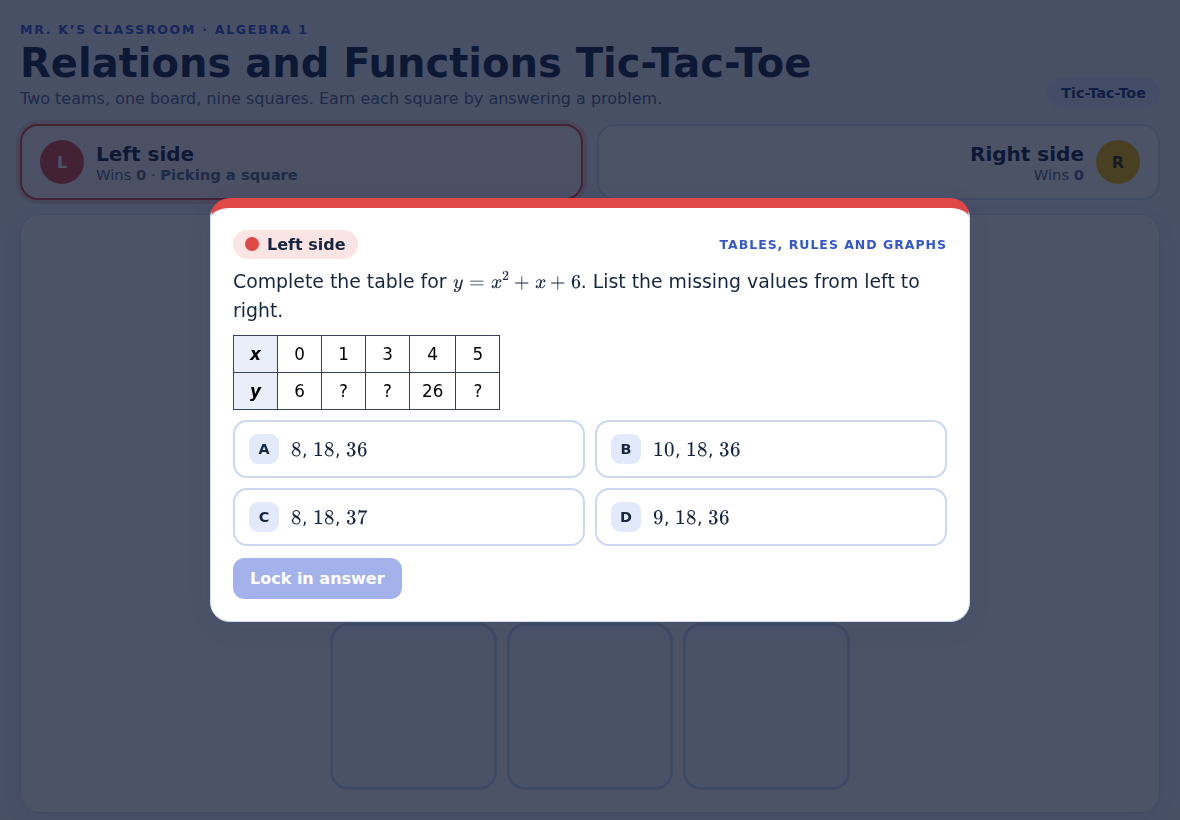 MR. K'S CLASSROOM · ALGEBRA 1
Relations and Functions Tic-Tac-Toe
Two teams, one board, nine squares. Earn each square by answering a problem.
Tic-Tac-Toe
L
Left side
Wins 0 · Picking a square
Right side
Wins 0
R
Left side
TABLES, RULES AND GRAPHS
Complete the table for y = x² + x + 6. List the missing values from left to
right.
x 0 1 3 4 5
y 6 ? ? 26 ?
A 8, 18, 36
B 10, 18, 36
C 8, 18, 37
D 9, 18, 36
Lock in answer